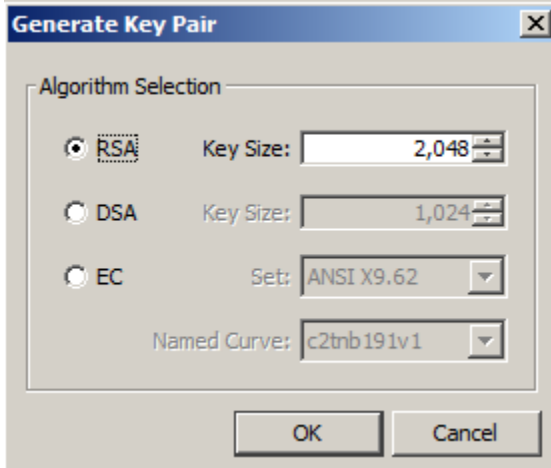 Generate Key Pair
Algorithm Selection
RSA Key Size: 2,048
DSA Key Size: 1,024
EC Set: ANSI X9.62
Named Curve: c2tnb191v1
OK Cancel